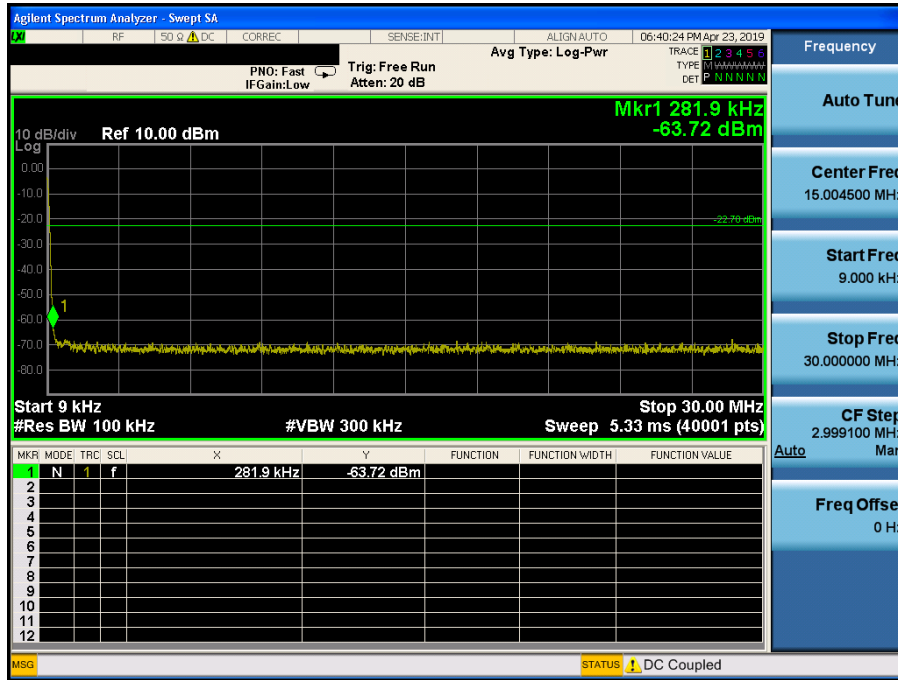 Agilent Spectrum Analyzer - Swept SA
LXI RF 50 Ω DC CORREC SENSE:INT ALIGN AUTO 06:40:24 PM Apr 23, 2019
Avg Type: Log-Pwr TRACE 1 2 3 4 5 6
PNO: Fast Trig: Free Run TYPE M WWWWW
IFGain:Low Atten: 20 dB DET P N N N N N
Frequency
Mkr1 281.9 kHz
-63.72 dBm
10 dB/div Ref 10.00 dBm
Log
0.00
-10.0
-20.0
-22.70 dBm
-30.0
-40.0
-50.0
1
-60.0
-70.0
-80.0
Start 9 kHz Stop 30.00 MHz
#Res BW 100 kHz #VBW 300 kHz Sweep 5.33 ms (40001 pts)
MKR MODE TRC SCL X Y FUNCTION FUNCTION WIDTH FUNCTION VALUE
1 N 1 f 281.9 kHz -63.72 dBm
2
3
4
5
6
7
8
9
10
11
12
Auto Tune
Center Freq
15.004500 MHz
Start Freq
9.000 kHz
Stop Freq
30.000000 MHz
CF Step
2.999100 MHz
Auto Man
Freq Offset
0 Hz
MSG STATUS DC Coupled